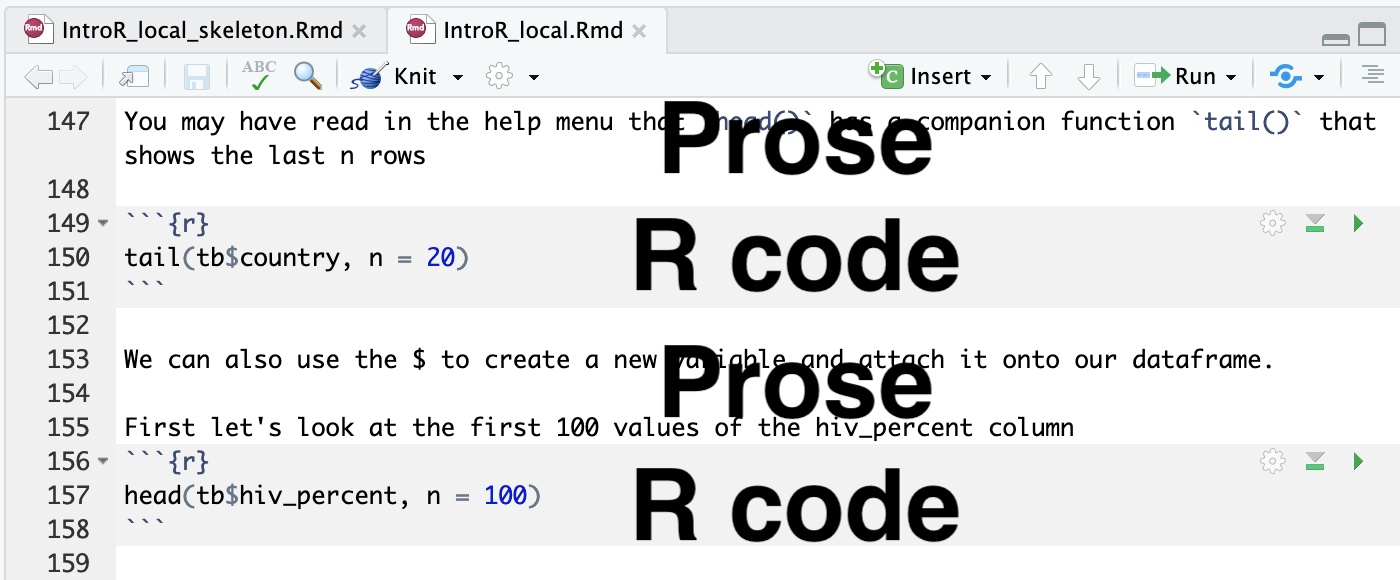 IntroR_local_skeleton.Rmd IntroR_local.Rmd
ABC Knit Insert Run
147 You may have read in the help menu that `head()` has a companion function `tail()` that
shows the last n rows
Prose
148
149 ```{r}
150 tail(tb$country, n = 20)
151 ```
R code
152
153 We can also use the $ to create a new variable and attach it onto our dataframe.
154
Prose
155 First let's look at the first 100 values of the hiv_percent column
156 ```{r}
157 head(tb$hiv_percent, n = 100)
158 ```
R code
159